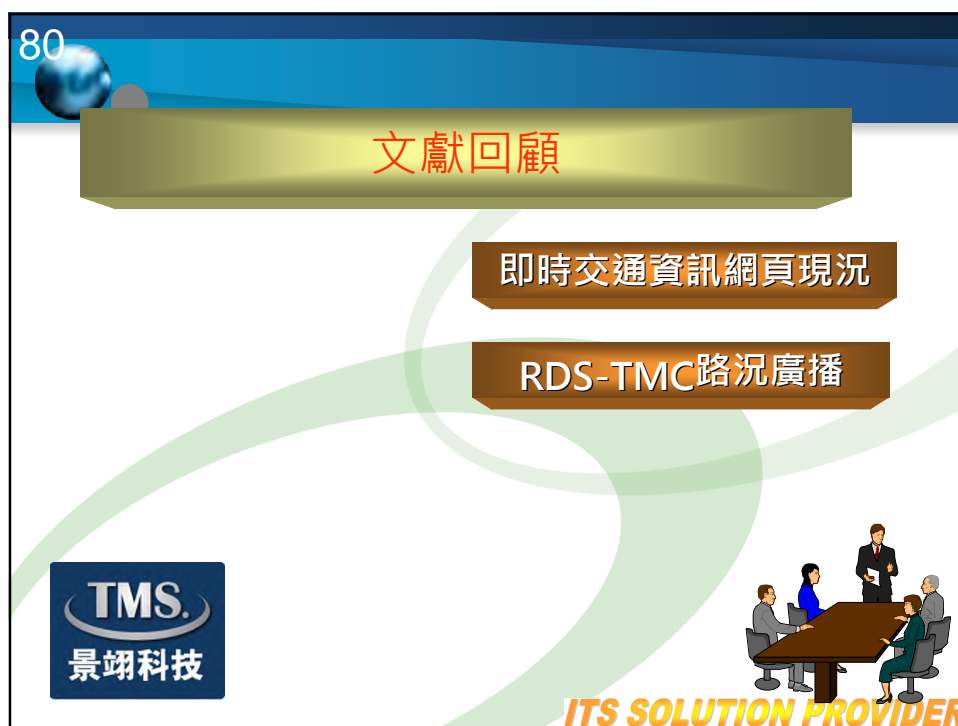 80
文獻回顧
即時交通資訊網頁現況
RDS-TMC路況廣播
TMS.
景翊科技
ITS SOLUTION PROVIDER